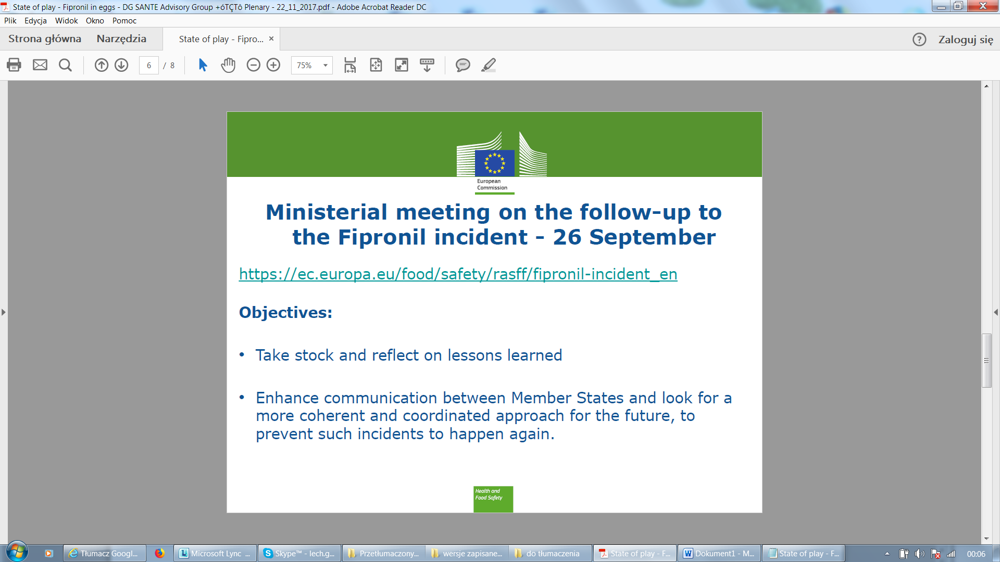 State of play - Fipronil in eggs - DG SANTE Advisory Group +óTÇTô Plenary - 22_11_2017.pdf - Adobe Acrobat Reader DC
Plik Edycja Widok Okno Pomoc
Strona główna Narzędzia State of play - Fipro... × ? Zaloguj się
6 / 8 75%
European
Commission
Ministerial meeting on the follow-up to
the Fipronil incident - 26 September
https://ec.europa.eu/food/safety/rasff/fipronil-incident_en
Objectives:
• Take stock and reflect on lessons learned
• Enhance communication between Member States and look for a
more coherent and coordinated approach for the future, to
prevent such incidents to happen again.
Health and
Food Safety
Tłumacz Googl... Microsoft Lync ... Skype™ - lech.g... Przetłumaczony... wersje zapisane... do tłumaczenia State of play - F... Dokument1 - M... State of play - F... 00:06